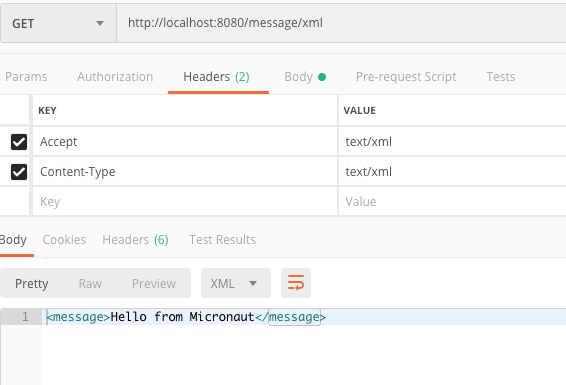 GET http://localhost:8080/message/xml
Params Authorization Headers (2) Body Pre-request Script Tests
KEY VALUE
Accept text/xml
Content-Type text/xml
Key Value
Body Cookies Headers (6) Test Results
Pretty Raw Preview XML
1 <message>Hello from Micronaut</message>